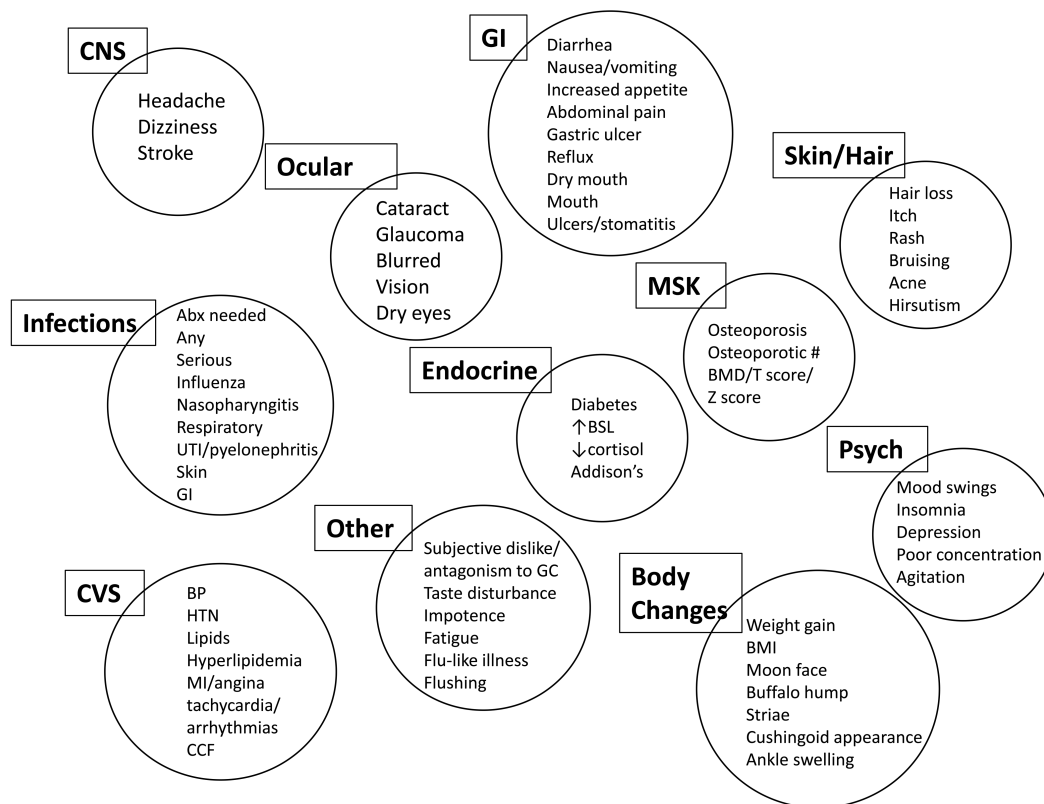 CNS
Headache
Dizziness
Stroke
GI
Diarrhea
Nausea/vomiting
Increased appetite
Abdominal pain
Gastric ulcer
Reflux
Dry mouth
Mouth
Ulcers/stomatitis
Ocular
Cataract
Glaucoma
Blurred
Vision
Dry eyes
Skin/Hair
Hair loss
Itch
Rash
Bruising
Acne
Hirsutism
Infections
Abx needed
Any
Serious
Influenza
Nasopharyngitis
Respiratory
UTI/pyelonephritis
Skin
GI
MSK
Osteoporosis
Osteoporotic #
BMD/T score/
Z score
Endocrine
Diabetes
↑BSL
↓cortisol
Addison’s
Psych
Mood swings
Insomnia
Depression
Poor concentration
Agitation
Other
Subjective dislike/
antagonism to GC
Taste disturbance
Impotence
Fatigue
Flu-like illness
Flushing
CVS
BP
HTN
Lipids
Hyperlipidemia
MI/angina
tachycardia/
arrhythmias
CCF
Body
Changes
Weight gain
BMI
Moon face
Buffalo hump
Striae
Cushingoid appearance
Ankle swelling